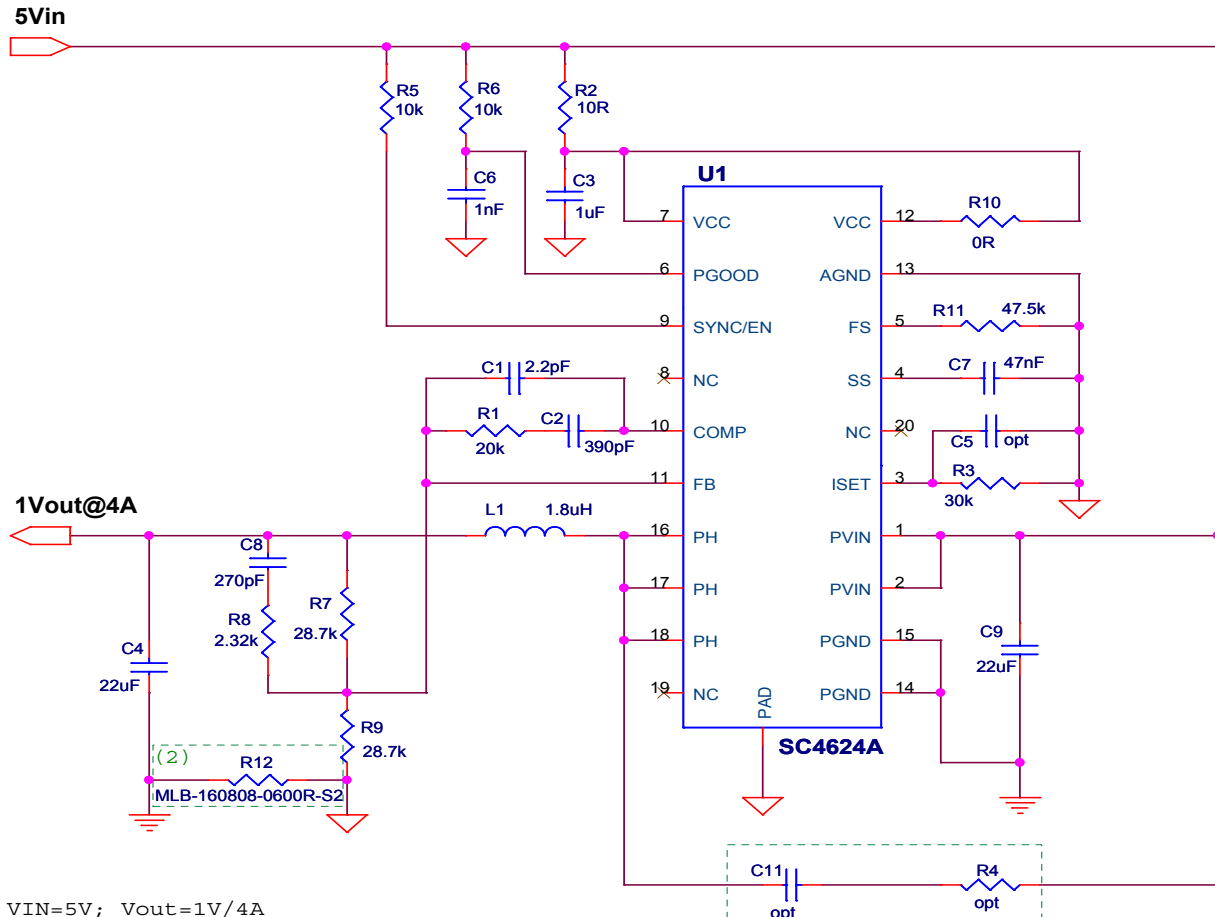 5Vin
R5
10k
R6
10k
R2
10R
C6
1nF
C3
1uF
U1
7
VCC
VCC
12
R10
0R
6
PGOOD
AGND
13
9
SYNC/EN
FS
5
R11
47.5k
8
NC
SS
4
C7
47nF
C1
2.2pF
R1
20k
C2
390pF
10
COMP
NC
20
C5
opt
11
FB
ISET
3
R3
30k
1Vout@4A
L1
1.8uH
16
PH
PVIN
1
17
PH
PVIN
2
18
PH
PGND
15
19
NC
PGND
14
PAD
SC4624A
C9
22uF
C8
270pF
R8
2.32k
R7
28.7k
C4
22uF
R9
28.7k
(2)
R12
MLB-160808-0600R-S2
C11
opt
R4
opt
VIN=5V; Vout=1V/4A